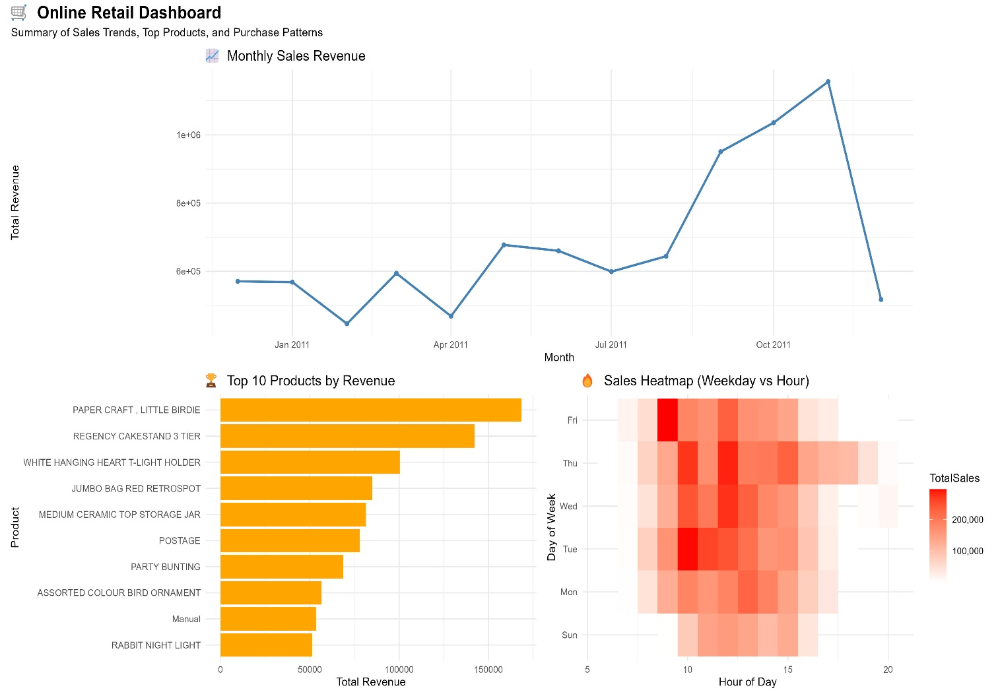 Online Retail Dashboard
Summary of Sales Trends, Top Products, and Purchase Patterns
Monthly Sales Revenue
Total Revenue
1e+06
8e+05
6e+05
Jan 2011 Apr 2011 Jul 2011 Oct 2011
Month
Top 10 Products by Revenue
Product
PAPER CRAFT , LITTLE BIRDIE
REGENCY CAKESTAND 3 TIER
WHITE HANGING HEART T-LIGHT HOLDER
JUMBO BAG RED RETROSPOT
MEDIUM CERAMIC TOP STORAGE JAR
POSTAGE
PARTY BUNTING
ASSORTED COLOUR BIRD ORNAMENT
Manual
RABBIT NIGHT LIGHT
0 50000 100000 150000
Total Revenue
Sales Heatmap (Weekday vs Hour)
Day of Week
Fri
Thu
Wed
Tue
Mon
Sun
5 10 15 20
Hour of Day
TotalSales
200,000
100,000